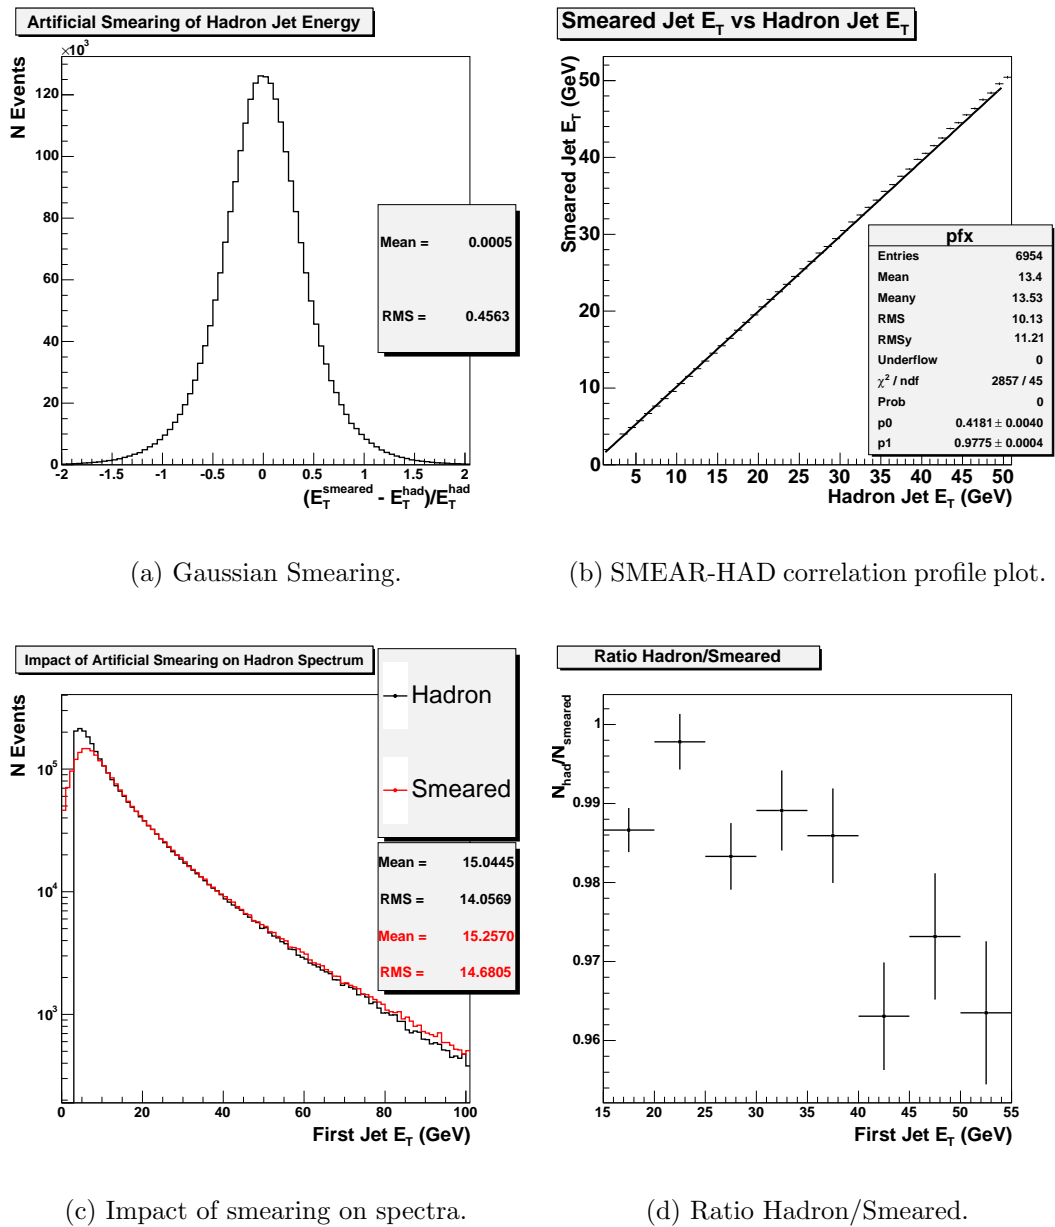 Artificial Smearing of Hadron Jet Energy
×10³
N Events
120
100
80
60
40
20
0
Mean = 0.0005
RMS = 0.4563
-2 -1.5 -1 -0.5 0 0.5 1 1.5 2
(E_T^smeared - E_T^had)/E_T^had
(a) Gaussian Smearing.
Smeared Jet E_T vs Hadron Jet E_T
Smeared Jet E_T (GeV)
50
40
30
20
10
0
pfx
Entries 6954
Mean 13.4
Meany 13.53
RMS 10.13
RMSy 11.21
Underflow 0
χ² / ndf 2857 / 45
Prob 0
p0 0.4181 ± 0.0040
p1 0.9775 ± 0.0004
5 10 15 20 25 30 35 40 45 50
Hadron Jet E_T (GeV)
(b) SMEAR-HAD correlation profile plot.
Impact of Artificial Smearing on Hadron Spectrum
N Events
10⁵
10⁴
10³
Hadron
Smeared
Mean = 15.0445
RMS = 14.0569
Mean = 15.2570
RMS = 14.6805
0 20 40 60 80 100
First Jet E_T (GeV)
(c) Impact of smearing on spectra.
Ratio Hadron/Smeared
N_had/N_smeared
1
0.99
0.98
0.97
0.96
15 20 25 30 35 40 45 50 55
First Jet E_T (GeV)
(d) Ratio Hadron/Smeared.